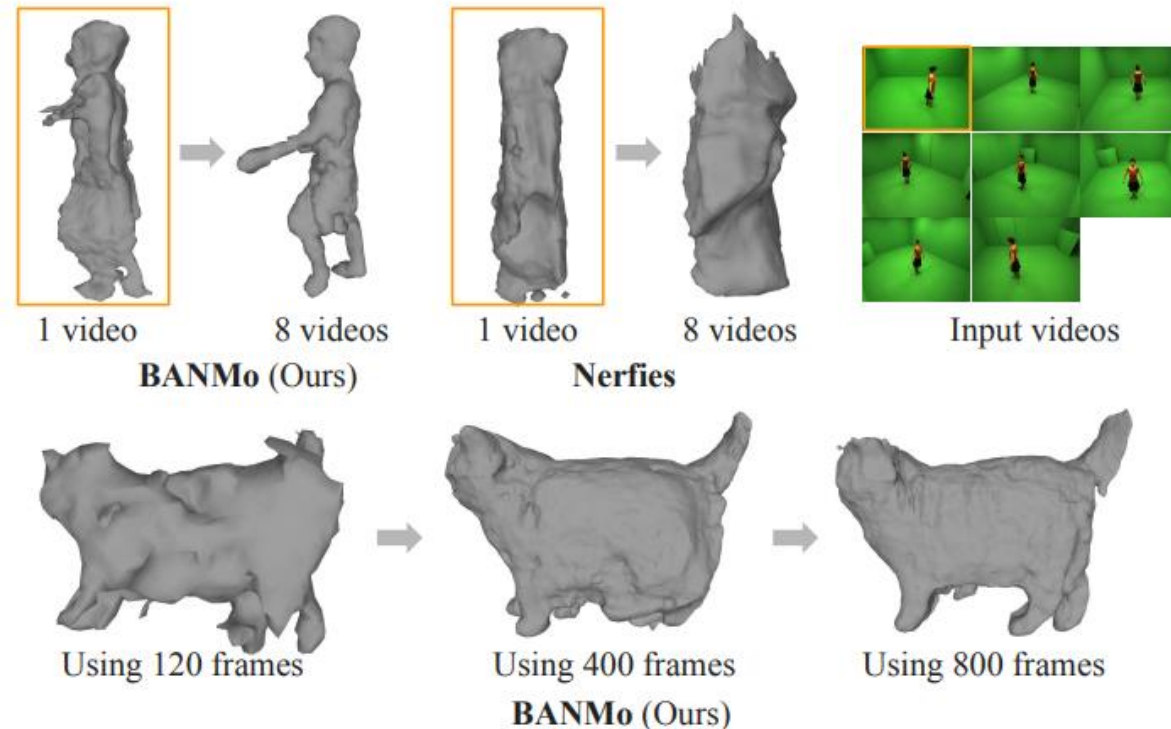 1 video
8 videos
1 video
8 videos
Input videos
BANMo (Ours)
Nerfies
Using 120 frames
Using 400 frames
Using 800 frames
BANMo (Ours)